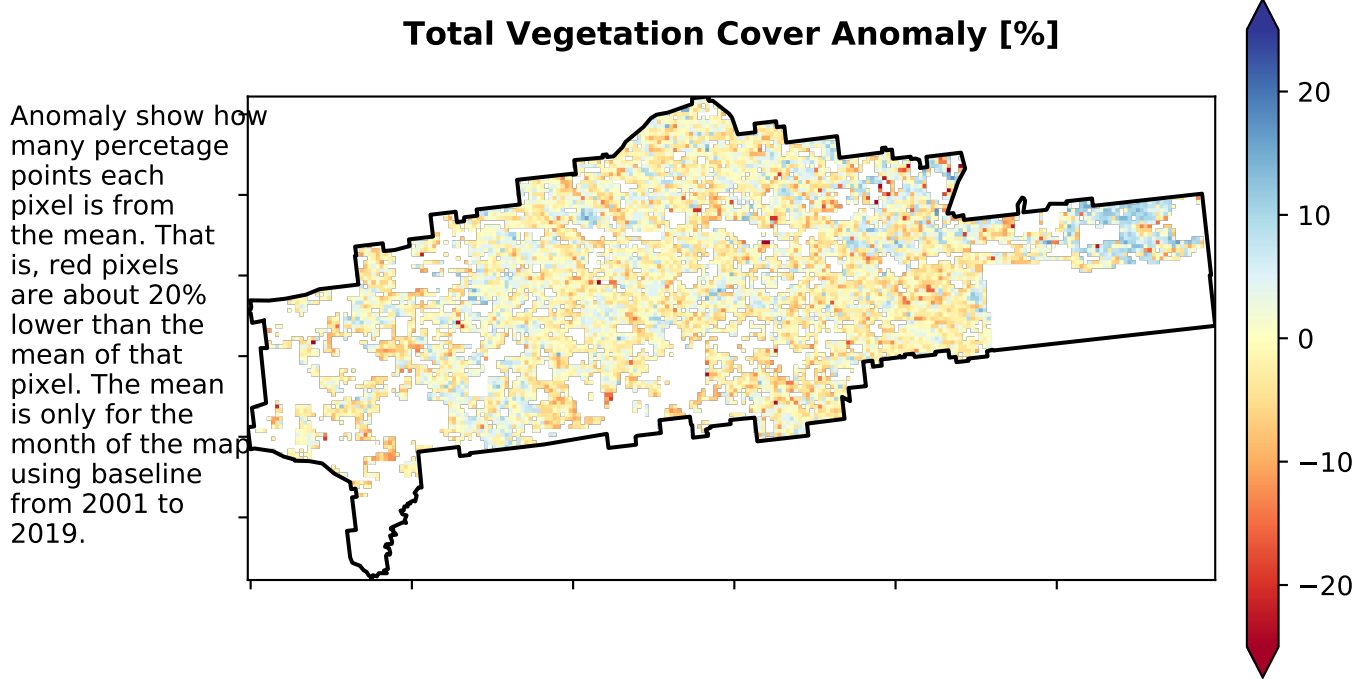 Total Vegetation Cover Anomaly [%]
Anomaly show how
many percetage
points each
pixel is from
the mean. That
is, red pixels
are about 20%
lower than the
mean of that
pixel. The mean
is only for the
month of the map
using baseline
from 2001 to
2019.
20
10
0
−10
−20